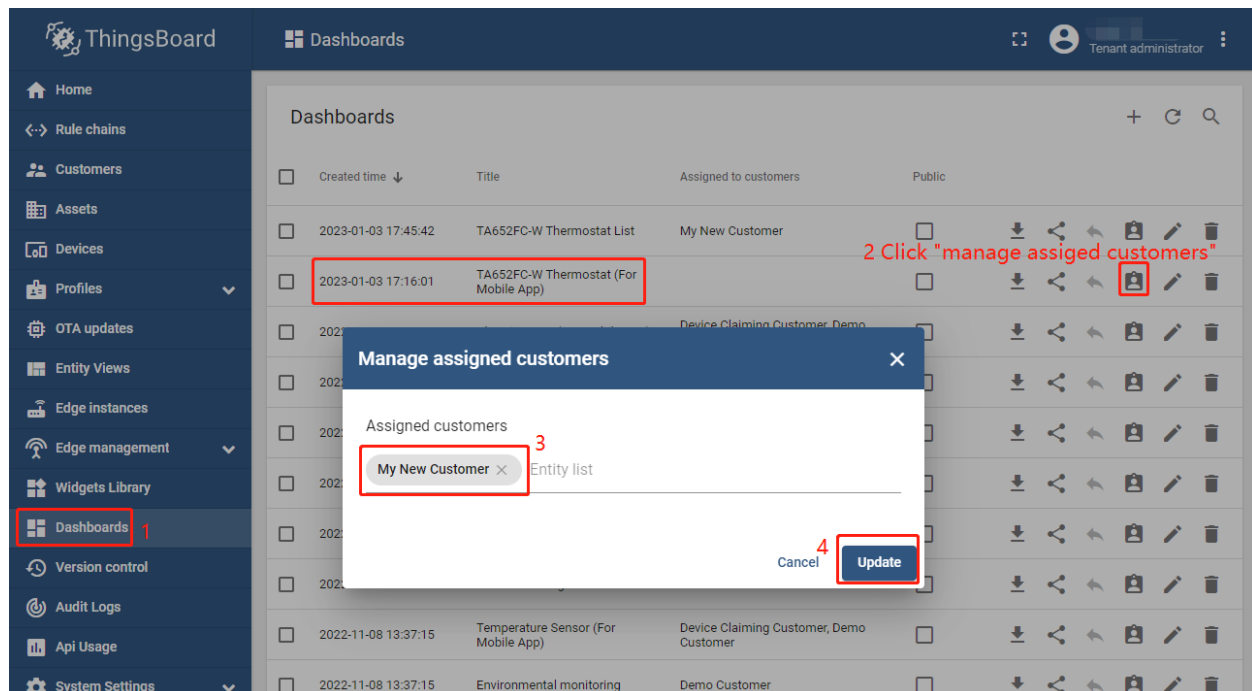 ThingsBoard
Dashboards
Tenant administrator
Home
Rule chains
Customers
Assets
Devices
Profiles
OTA updates
Entity Views
Edge instances
Edge management
Widgets Library
Dashboards 1
Version control
Audit Logs
Api Usage
System Settings
Dashboards
Created time Title Assigned to customers Public
2023-01-03 17:45:42 TA652FC-W Thermostat List My New Customer
2 Click "manage assiged customers"
2023-01-03 17:16:01 TA652FC-W Thermostat (For
Mobile App)
Device Claiming Customer, Demo
Manage assigned customers
Assigned customers
3
My New Customer Entity list
4
Cancel Update
2022-11-08 13:37:15 Temperature Sensor (For
Mobile App) Device Claiming Customer, Demo
Customer
2022-11-08 13:37:15 Environmental monitoring Demo Customer